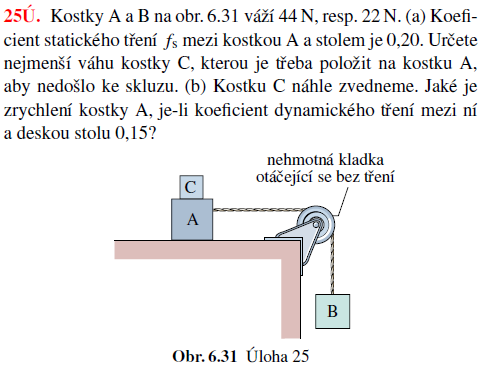 25Ú. Kostky A a B na obr. 6.31 váží 44 N, resp. 22 N. (a) Koefi-
cient statického tření fs mezi kostkou A a stolem je 0,20. Určete
nejmenší váhu kostky C, kterou je třeba položit na kostku A,
aby nedošlo ke skluzu. (b) Kostku C náhle zvedneme. Jaké je
zrychlení kostky A, je-li koeficient dynamického tření mezi ní
a deskou stolu 0,15?
nehmotná kladka
otáčející se bez tření
C
A
B
Obr. 6.31 Úloha 25